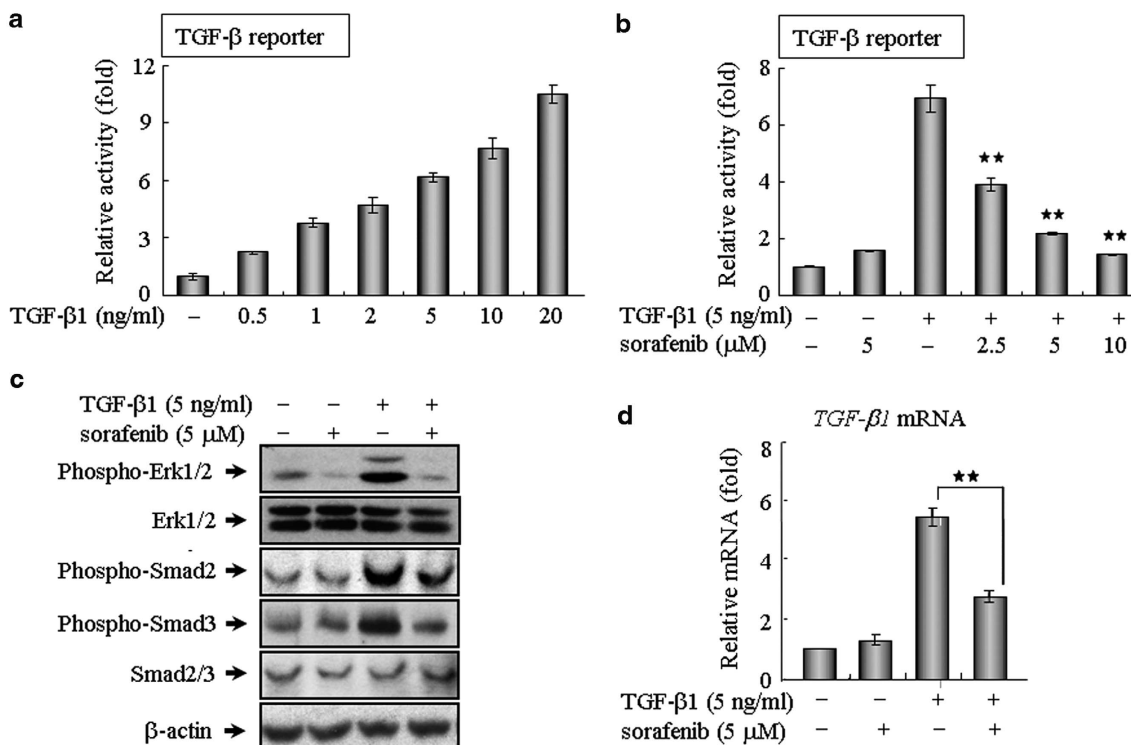 a
TGF-β reporter
Relative activity (fold)
12
9
6
3
0
TGF-β1 (ng/ml) – 0.5 1 2 5 10 20
b
TGF-β reporter
Relative activity (fold)
8
6
4
2
0
★★ ★★ ★★
TGF-β1 (5 ng/ml) – – + + + +
sorafenib (μM) – 5 – 2.5 5 10
c
TGF-β1 (5 ng/ml) – – + +
sorafenib (5 μM) – + – +
Phospho-Erk1/2
Erk1/2
Phospho-Smad2
Phospho-Smad3
Smad2/3
β-actin
d
TGF-β1 mRNA
Relative mRNA (fold)
8
6
4
2
0
★★
TGF-β1 (5 ng/ml) – – + +
sorafenib (5 μM) – + – +